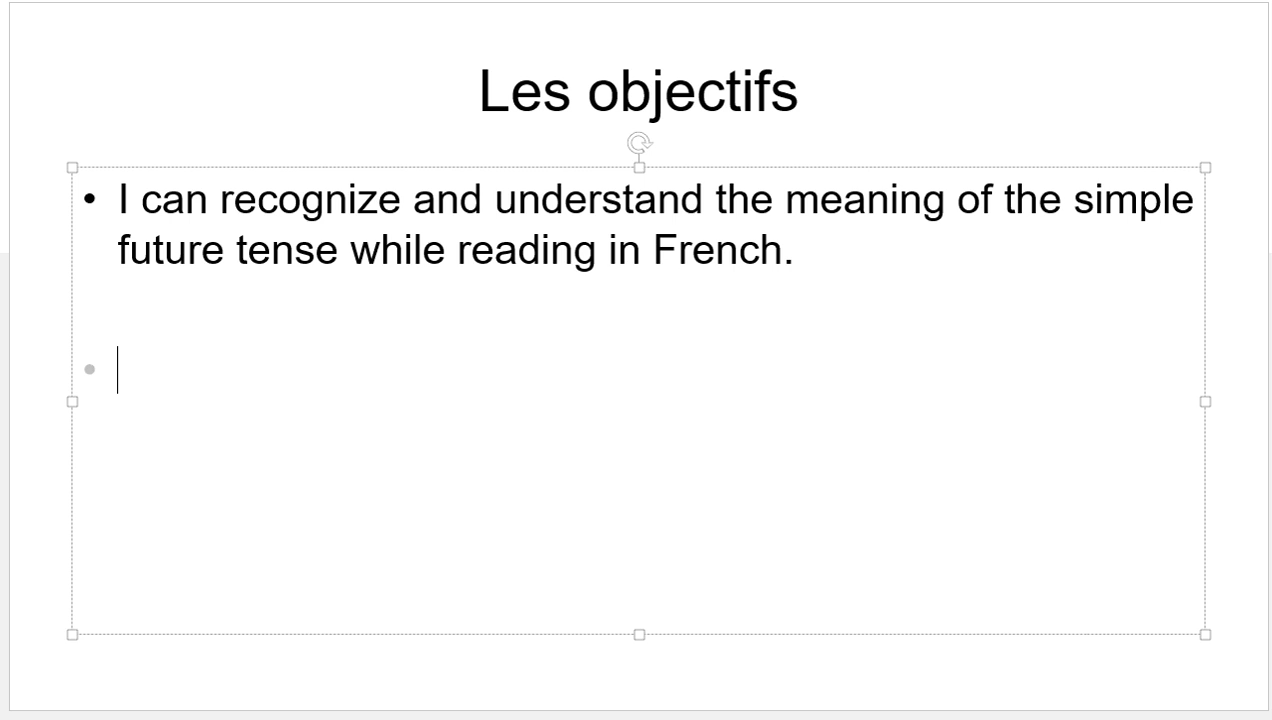 Les objectifs
• I can recognize and understand the meaning of the simple
future tense while reading in French.
•